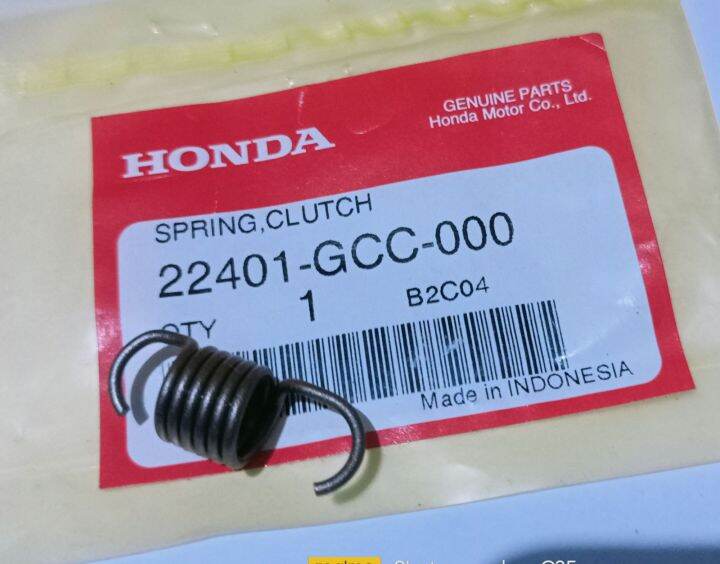 GENUINE PARTS
Honda Motor Co., Ltd.
HONDA
SPRING,CLUTCH
22401-GCC-000
QTY 1 B2C04
Made in INDONESIA